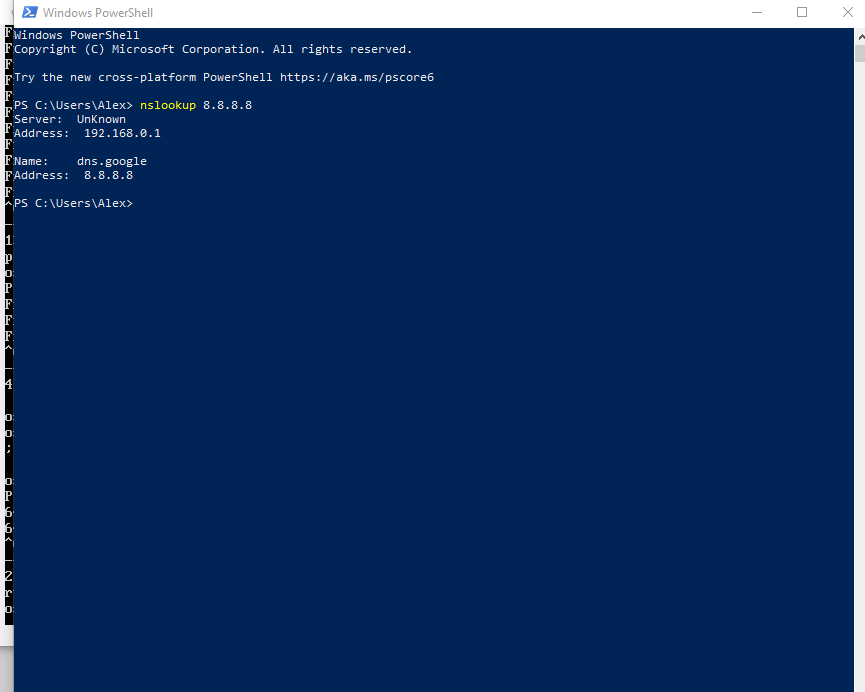 Windows PowerShell
Windows PowerShell
Copyright (C) Microsoft Corporation. All rights reserved.
Try the new cross-platform PowerShell https://aka.ms/pscore6
PS C:\Users\Alex> nslookup 8.8.8.8
Server:  UnKnown
Address:  192.168.0.1
Name:    dns.google
Address:  8.8.8.8
PS C:\Users\Alex>